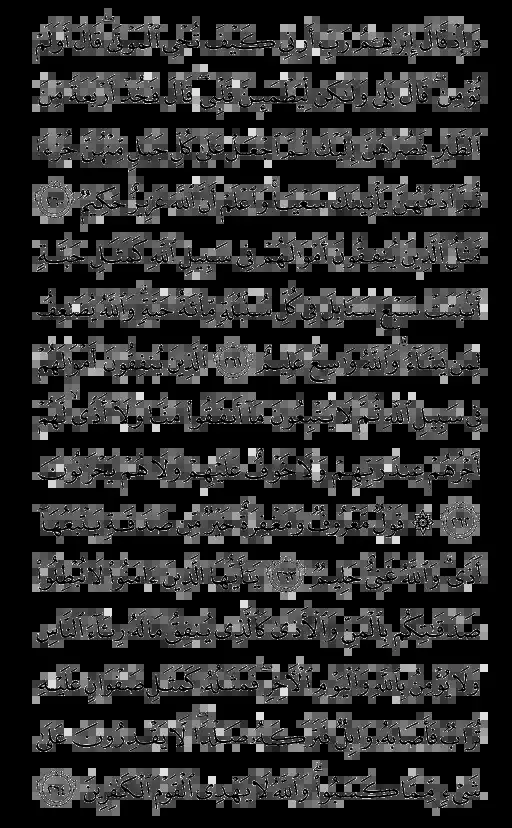 وَإِذْ قَالَ إِبْرَٰهِـۧمُ رَبِّ أَرِنِى كَيْفَ تُحْىِ ٱلْمَوْتَىٰ ۖ قَالَ أَوَلَمْ
تُؤْمِن ۖ قَالَ بَلَىٰ وَلَـٰكِن لِّيَطْمَئِنَّ قَلْبِى ۖ قَالَ فَخُذْ أَرْبَعَةً مِّنَ
ٱلطَّيْرِ فَصُرْهُنَّ إِلَيْكَ ثُمَّ ٱجْعَلْ عَلَىٰ كُلِّ جَبَلٍ مِّنْهُنَّ جُزْءًا
ثُمَّ ٱدْعُهُنَّ يَأْتِينَكَ سَعْيًا ۚ وَٱعْلَمْ أَنَّ ٱللَّهَ عَزِيزٌ حَكِيمٌ ٢٦٠
مَّثَلُ ٱلَّذِينَ يُنفِقُونَ أَمْوَٰلَهُمْ فِى سَبِيلِ ٱللَّهِ كَمَثَلِ حَبَّةٍ
أَنۢبَتَتْ سَبْعَ سَنَابِلَ فِى كُلِّ سُنۢبُلَةٍ مِّا۟ئَةُ حَبَّةٍ ۗ وَٱللَّهُ يُضَـٰعِفُ
لِمَن يَشَآءُ ۗ وَٱللَّهُ وَٰسِعٌ عَلِيمٌ ٢٦١ ٱلَّذِينَ يُنفِقُونَ أَمْوَٰلَهُمْ
فِى سَبِيلِ ٱللَّهِ ثُمَّ لَا يُتْبِعُونَ مَآ أَنفَقُوا۟ مَنًّا وَلَآ أَذًى ۙ لَّهُمْ
أَجْرُهُمْ عِندَ رَبِّهِمْ وَلَا خَوْفٌ عَلَيْهِمْ وَلَا هُمْ يَحْزَنُونَ
٢٦٢ ۞ قَوْلٌ مَّعْرُوفٌ وَمَغْفِرَةٌ خَيْرٌ مِّن صَدَقَةٍ يَتْبَعُهَآ
أَذًى ۗ وَٱللَّهُ غَنِىٌّ حَلِيمٌ ٢٦٣ يَـٰٓأَيُّهَا ٱلَّذِينَ ءَامَنُوا۟ لَا تُبْطِلُوا۟
صَدَقَـٰتِكُم بِٱلْمَنِّ وَٱلْأَذَىٰ كَٱلَّذِى يُنفِقُ مَالَهُۥ رِئَآءَ ٱلنَّاسِ
وَلَا يُؤْمِنُ بِٱللَّهِ وَٱلْيَوْمِ ٱلْـَٔاخِرِ ۖ فَمَثَلُهُۥ كَمَثَلِ صَفْوَانٍ عَلَيْهِ
تُرَابٌ فَأَصَابَهُۥ وَابِلٌ فَتَرَكَهُۥ صَلْدًا ۖ لَّا يَقْدِرُونَ عَلَىٰ
شَىْءٍ مِّمَّا كَسَبُوا۟ ۗ وَٱللَّهُ لَا يَهْدِى ٱلْقَوْمَ ٱلْكَـٰفِرِينَ ٢٦٤